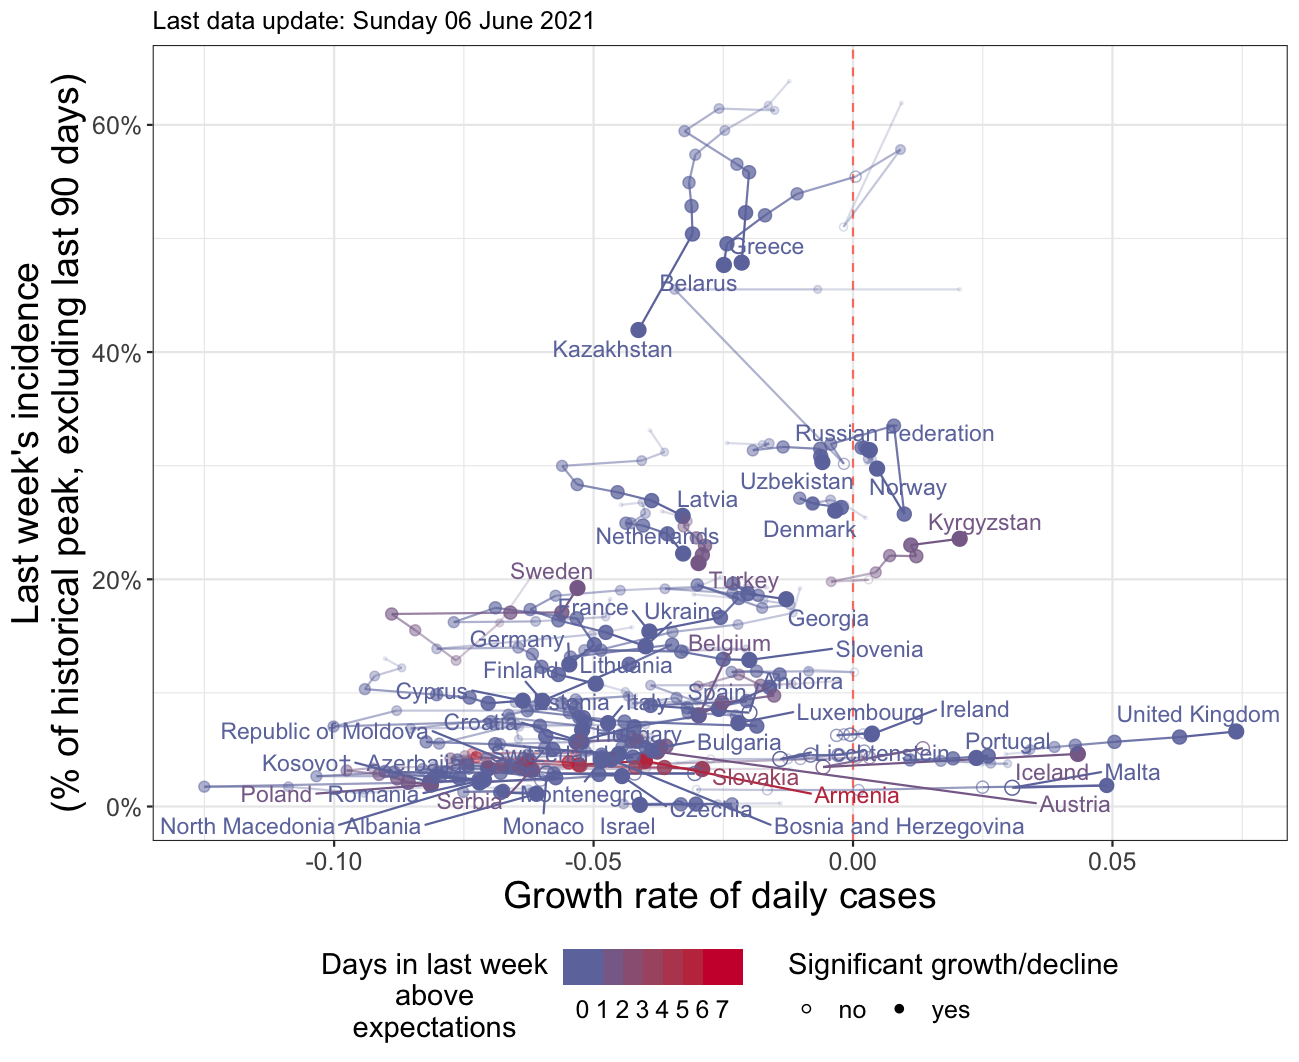 Last data update: Sunday 06 June 2021
Last week's incidence
(% of historical peak, excluding last 90 days)
60%
40%
20%
0%
Greece
Belarus
Kazakhstan
Russian Federation
Uzbekistan
Norway
Latvia
Denmark
Kyrgyzstan
Netherlands
Sweden
Turkey
France
Ukraine
Georgia
Germany
Belgium
Slovenia
Finland
Lithuania
Andorra
Cyprus
Estonia
Italy
Spain
Luxembourg
Ireland
United Kingdom
Republic of Moldova
Croatia
Hungary
Bulgaria
Liechtenstein
Portugal
Kosovo
Azerbaijan
Switzerland
Slovakia
Iceland
Malta
Poland
Romania
Serbia
Montenegro
Czechia
Armenia
Austria
North Macedonia
Albania
Monaco
Israel
Bosnia and Herzegovina
-0.10
-0.05
0.00
0.05
Growth rate of daily cases
Days in last week
above
expectations
0 1 2 3 4 5 6 7
Significant growth/decline
no
yes